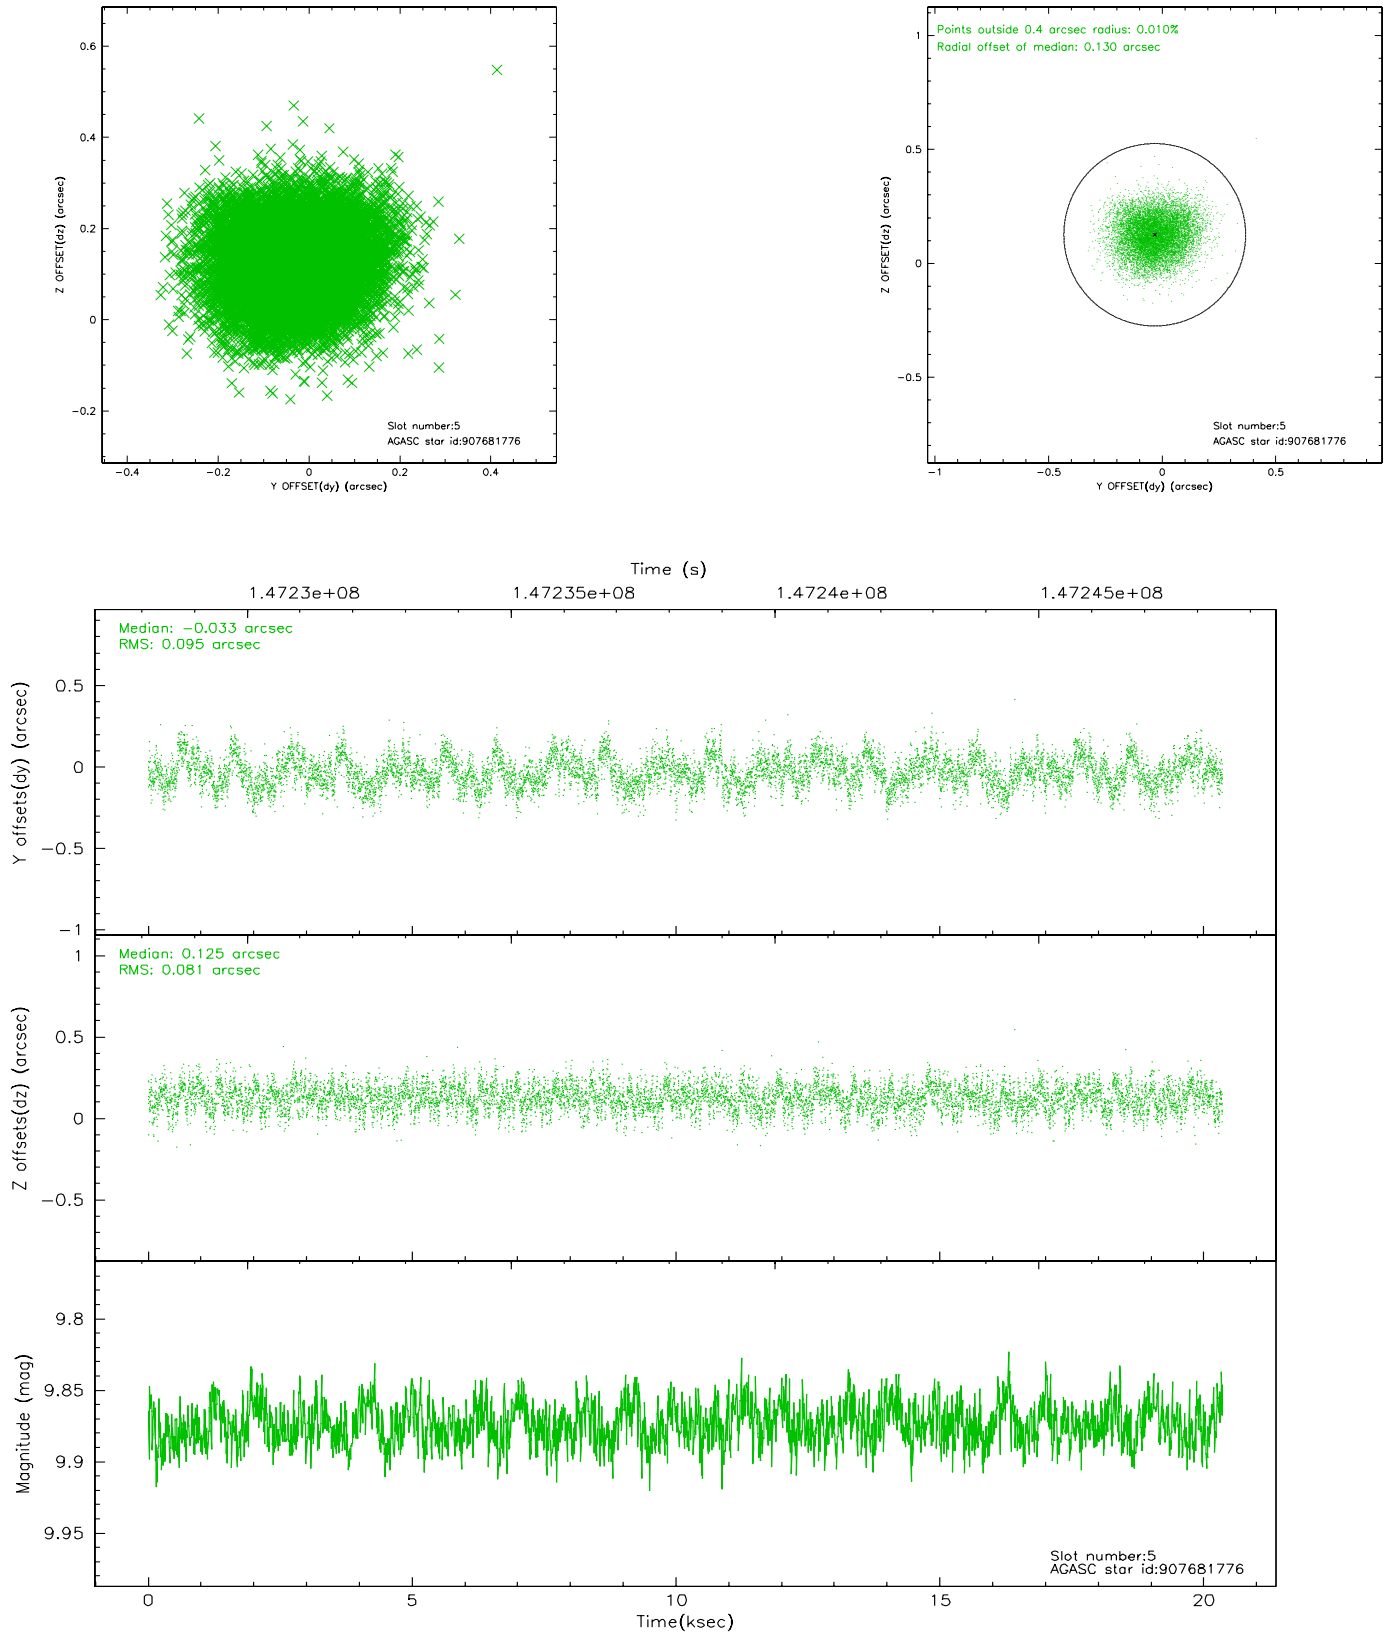 0.6
0.4
0.2
0
−0.2
Z OFFSET(dz) (arcsec)
Slot number:5
AGASC star id:907681776
−0.4
−0.2
0
0.2
0.4
Y OFFSET(dy) (arcsec)
Points outside 0.4 arcsec radius: 0.010%
Radial offset of median: 0.130 arcsec
1
0.5
0
−0.5
Z OFFSET(dz) (arcsec)
Slot number:5
AGASC star id:907681776
−1
−0.5
0
0.5
Y OFFSET(dy) (arcsec)
Time (s)
1.4723e+08
1.47235e+08
1.4724e+08
1.47245e+08
Median: −0.033 arcsec
RMS: 0.095 arcsec
0.5
0
−0.5
−1
Y offsets(dy) (arcsec)
Median: 0.125 arcsec
RMS: 0.081 arcsec
1
0.5
0
−0.5
Z offsets(dz) (arcsec)
9.8
9.85
9.9
9.95
Magnitude (mag)
Slot number:5
AGASC star id:907681776
0
5
10
15
20
Time(ksec)